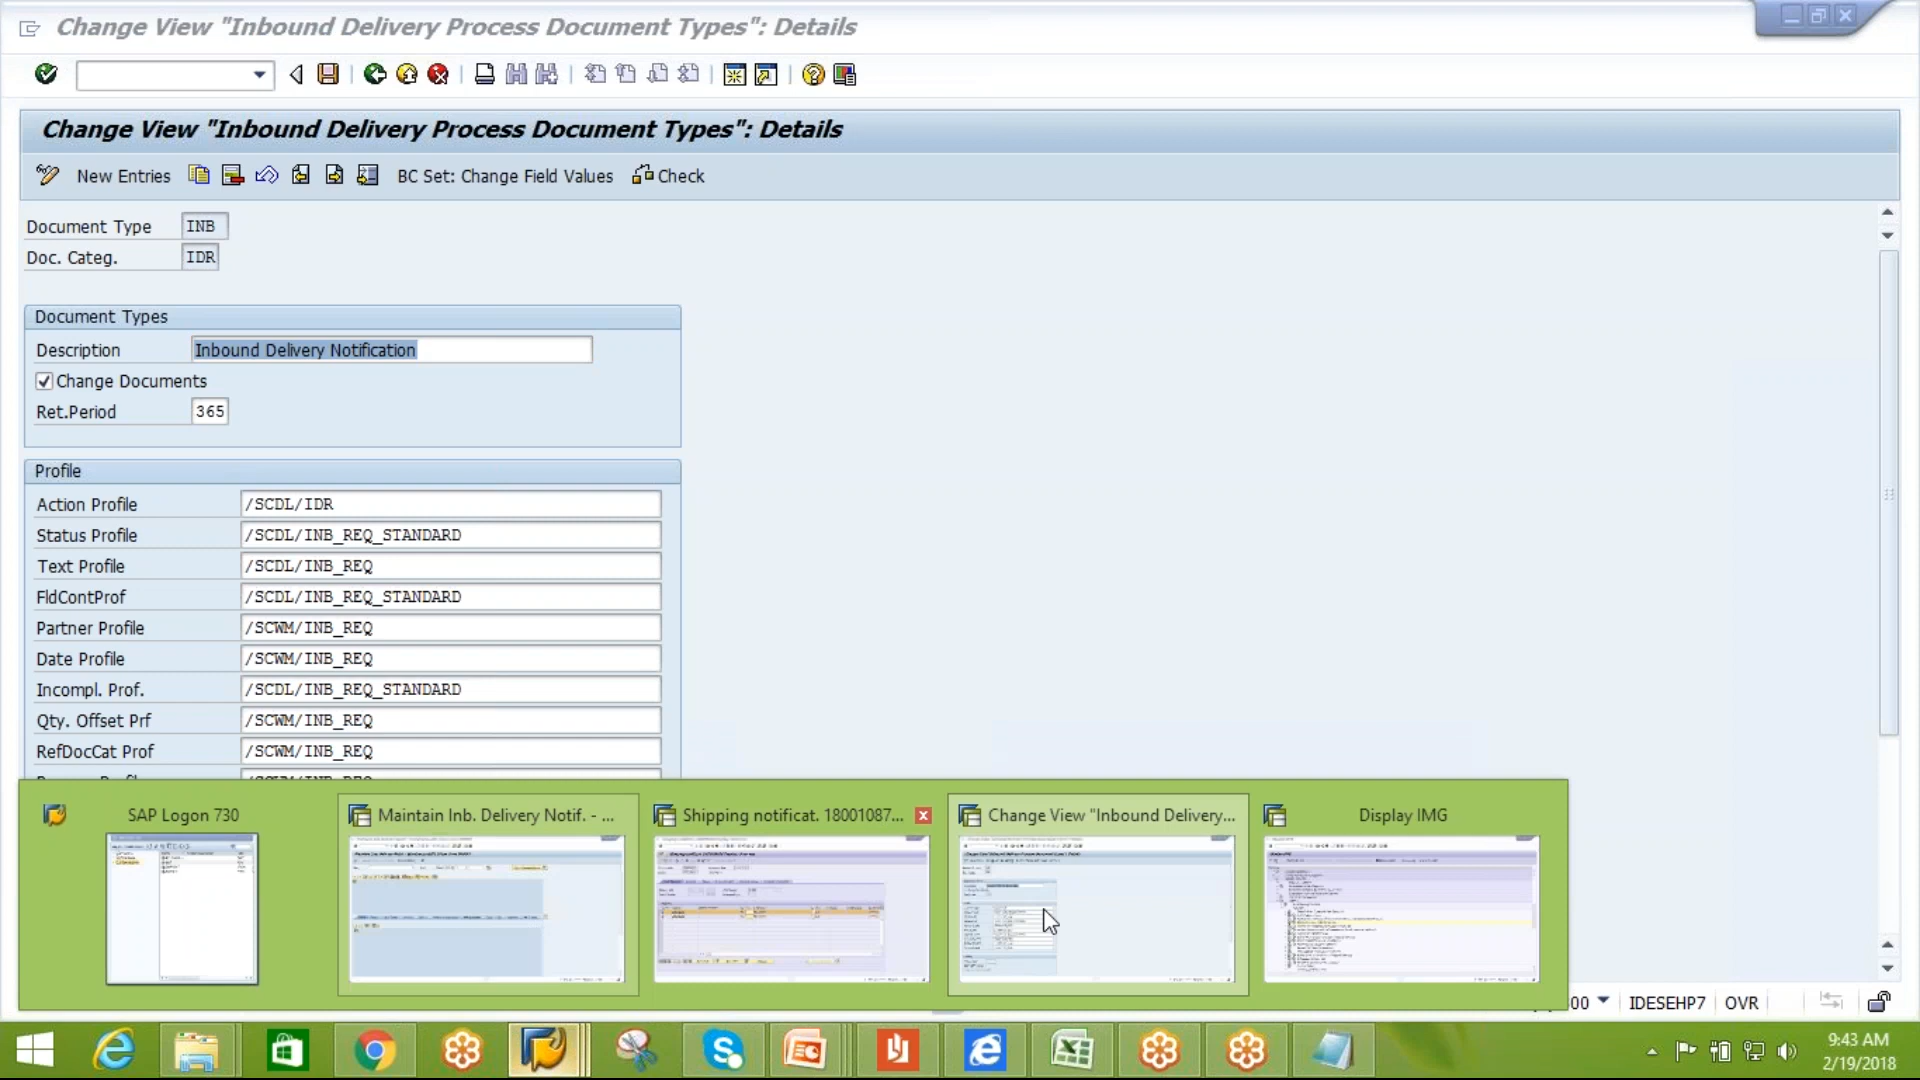 Change View "Inbound Delivery Process Document Types": Details
Change View "Inbound Delivery Process Document Types": Details
New Entries BC Set: Change Field Values Check
Document Type INB
Doc. Categ. IDR
Document Types
Description Inbound Delivery Notification
Change Documents
Ret.Period 365
Profile
Action Profile /SCDL/IDR
Status Profile /SCDL/INB_REQ_STANDARD
Text Profile /SCDL/INB_REQ
FldContProf /SCDL/INB_REQ_STANDARD
Partner Profile /SCWM/INB_REQ
Date Profile /SCWM/INB_REQ
Incompl. Prof. /SCDL/INB_REQ_STANDARD
Qty. Offset Prf /SCWM/INB_REQ
RefDocCat Prof /SCWM/INB_REQ
SAP Logon 730 Maintain Inb. Delivery Notif. - ... Shipping notificat. 18001087... Change View "Inbound Delivery... Display IMG
00 IDESEHP7 OVR
9:43 AM
2/19/2018